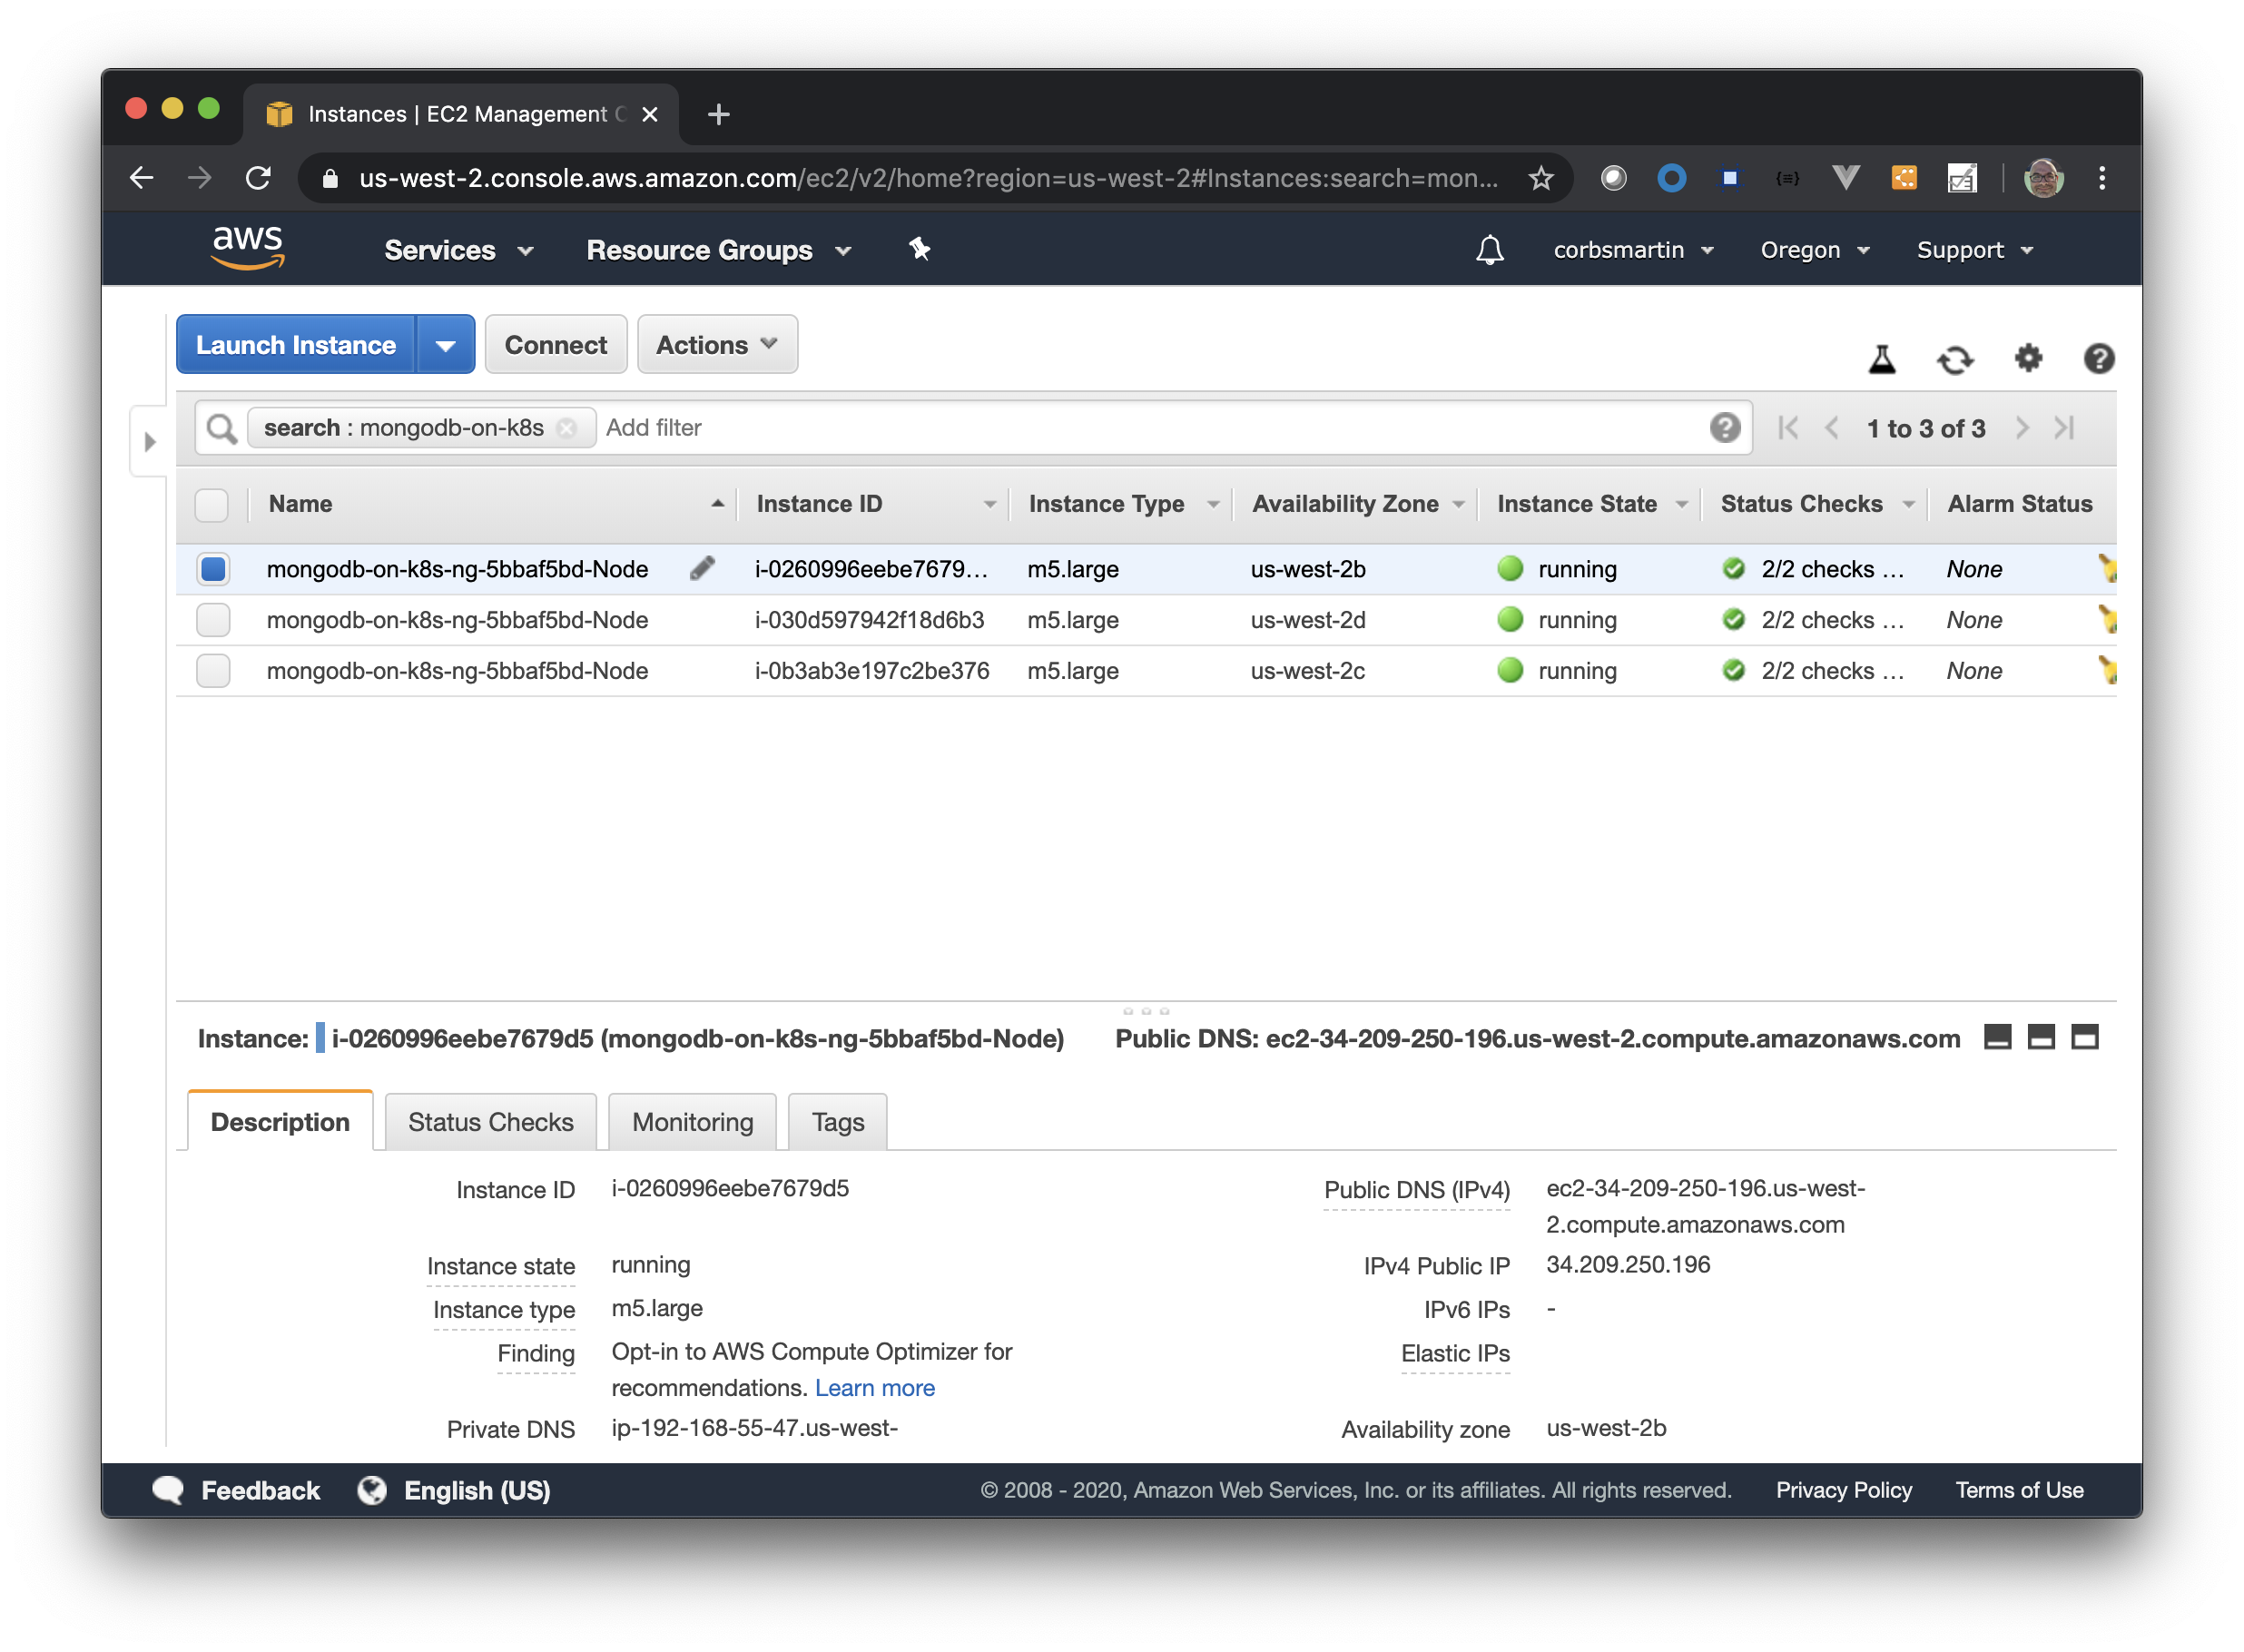 Instances | EC2 Management C
us-west-2.console.aws.amazon.com/ec2/v2/home?region=us-west-2#Instances:search=mon...
aws Services Resource Groups corbsmartin Oregon Support
Launch Instance Connect Actions
search : mongodb-on-k8s Add filter 1 to 3 of 3
Name Instance ID Instance Type Availability Zone Instance State Status Checks Alarm Status
mongodb-on-k8s-ng-5bbaf5bd-Node i-0260996eebe7679... m5.large us-west-2b running 2/2 checks ... None
mongodb-on-k8s-ng-5bbaf5bd-Node i-030d597942f18d6b3 m5.large us-west-2d running 2/2 checks ... None
mongodb-on-k8s-ng-5bbaf5bd-Node i-0b3ab3e197c2be376 m5.large us-west-2c running 2/2 checks ... None
Instance: i-0260996eebe7679d5 (mongodb-on-k8s-ng-5bbaf5bd-Node) Public DNS: ec2-34-209-250-196.us-west-2.compute.amazonaws.com
Description Status Checks Monitoring Tags
Instance ID i-0260996eebe7679d5 Public DNS (IPv4) ec2-34-209-250-196.us-west-
2.compute.amazonaws.com
Instance state running IPv4 Public IP 34.209.250.196
Instance type m5.large IPv6 IPs -
Finding Opt-in to AWS Compute Optimizer for Elastic IPs
recommendations. Learn more
Private DNS ip-192-168-55-47.us-west- Availability zone us-west-2b
Feedback English (US) © 2008 - 2020, Amazon Web Services, Inc. or its affiliates. All rights reserved. Privacy Policy Terms of Use